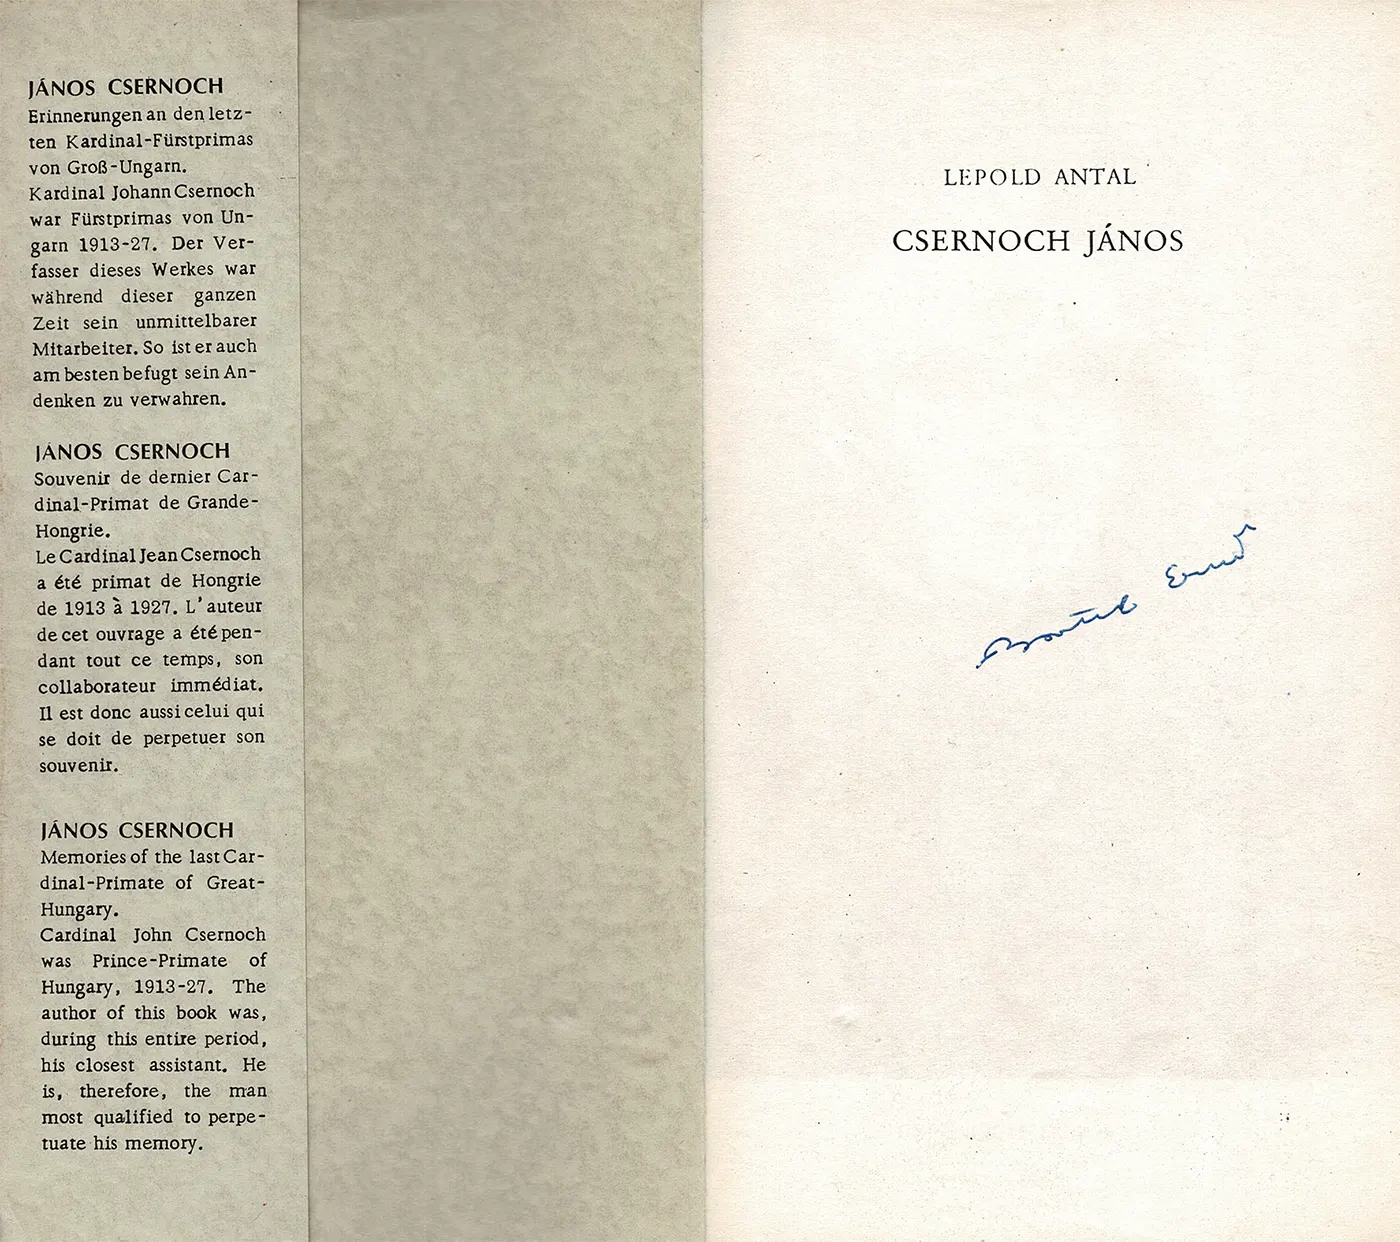 JÁNOS CSERNOCH
Erinnerungen an den letz-
ten Kardinal-Fürstprimas
von Groß-Ungarn.
Kardinal Johann Csernoch
war Fürstprimas von Un-
garn 1913-27. Der Ver-
fasser dieses Werkes war
während dieser ganzen
Zeit sein unmittelbarer
Mitarbeiter. So ist er auch
am besten befugt sein An-
denken zu verwahren.
JÁNOS CSERNOCH
Souvenir de dernier Car-
dinal-Primat de Grande-
Hongrie.
Le Cardinal Jean Csernoch
a été primat de Hongrie
de 1913 à 1927. L'auteur
de cet ouvrage a été pen-
dant tout ce temps, son
collaborateur immédiat.
Il est donc aussi celui qui
se doit de perpetuer son
souvenir.
JÁNOS CSERNOCH
Memories of the last Car-
dinal-Primate of Great-
Hungary.
Cardinal John Csernoch
was Prince-Primate of
Hungary, 1913-27. The
author of this book was,
during this entire period,
his closest assistant. He
is, therefore, the man
most qualified to perpe-
tuate his memory.
LEPOLD ANTAL
CSERNOCH JÁNOS